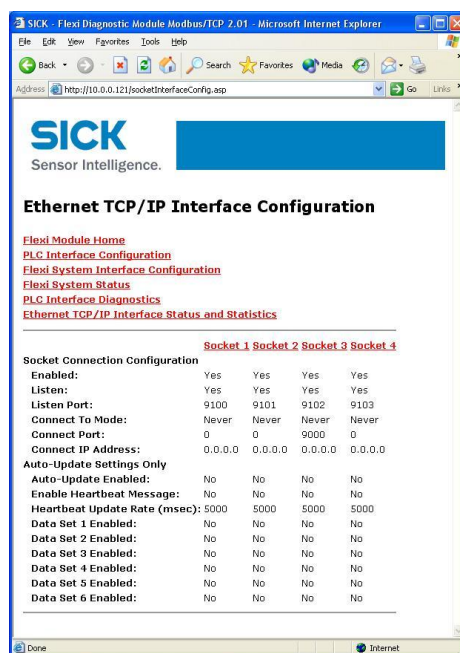 SICK - Flexi Diagnostic Module Modbus/TCP 2.01 - Microsoft Internet Explorer
File Edit View Favorites Tools Help
Back Search Favorites Media
Address http://10.0.0.121/socketInterfaceConfig.asp Go Links
SICK
Sensor Intelligence.
Ethernet TCP/IP Interface Configuration
Flexi Module Home
PLC Interface Configuration
Flexi System Interface Configuration
Flexi System Status
PLC Interface Diagnostics
Ethernet TCP/IP Interface Status and Statistics
Socket 1 Socket 2 Socket 3 Socket 4
Socket Connection Configuration
Enabled: Yes Yes Yes Yes
Listen: Yes Yes Yes Yes
Listen Port: 9100 9101 9102 9103
Connect To Mode: Never Never Never Never
Connect Port: 0 0 9000 0
Connect IP Address: 0.0.0.0 0.0.0.0 0.0.0.0 0.0.0.0
Auto-Update Settings Only
Auto-Update Enabled: No No No No
Enable Heartbeat Message: No No No No
Heartbeat Update Rate (msec): 5000 5000 5000 5000
Data Set 1 Enabled: No No No No
Data Set 2 Enabled: No No No No
Data Set 3 Enabled: No No No No
Data Set 4 Enabled: No No No No
Data Set 5 Enabled: No No No No
Data Set 6 Enabled: No No No No
Done Internet